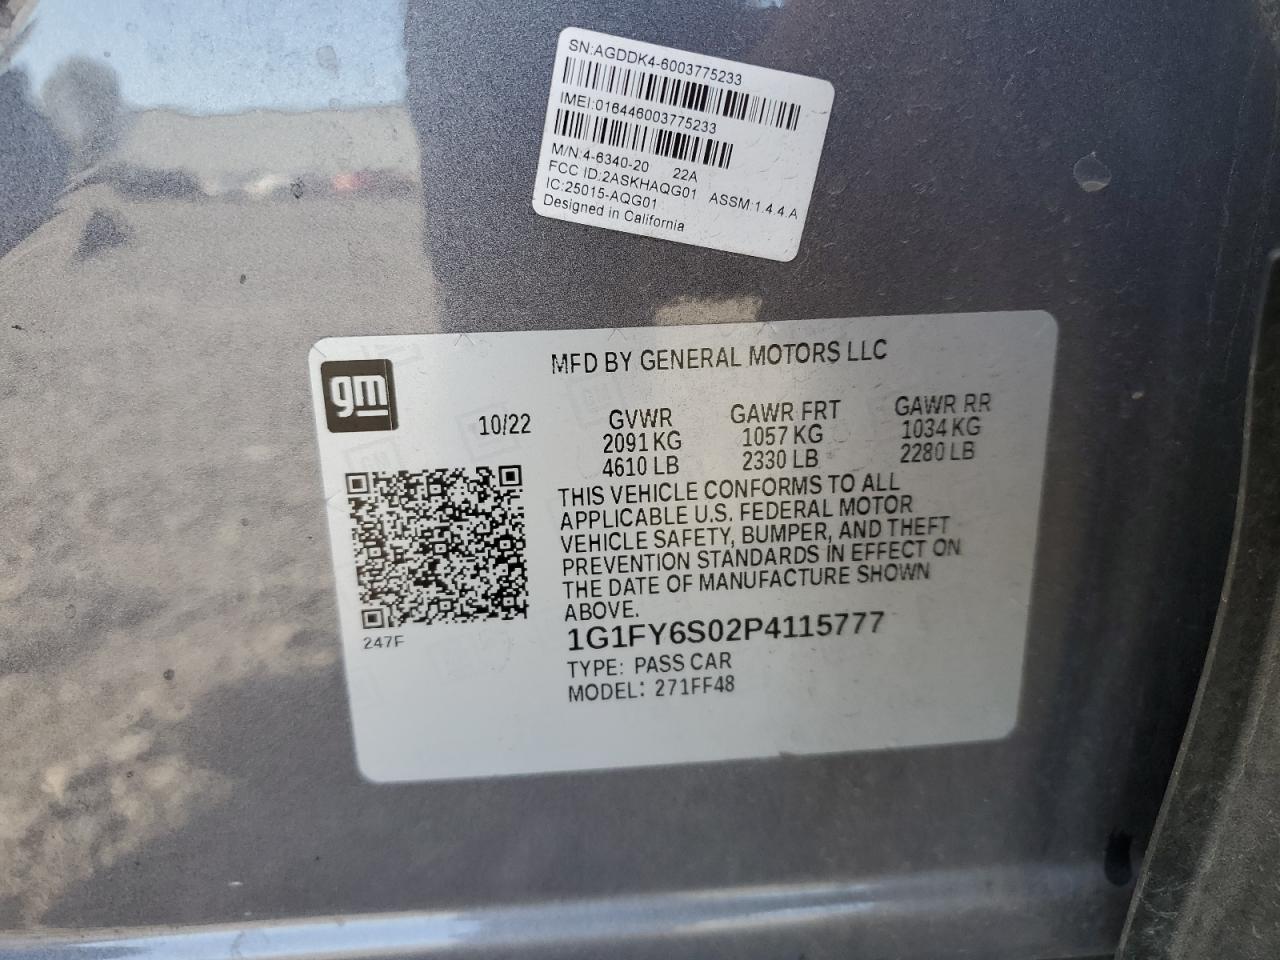 SN:AGDDK4-6003775233
IMEI:016446003775233
M/N:4-6340-20 22A
FCC ID:2ASKHAQG01 ASSM:1.4.4.A
IC:25015-AQG01
Designed in California
gm
MFD BY GENERAL MOTORS LLC
10/22 GVWR GAWR FRT GAWR RR
2091 KG 1057 KG 1034 KG
4610 LB 2330 LB 2280 LB
THIS VEHICLE CONFORMS TO ALL
APPLICABLE U.S. FEDERAL MOTOR
VEHICLE SAFETY, BUMPER, AND THEFT
PREVENTION STANDARDS IN EFFECT ON
THE DATE OF MANUFACTURE SHOWN
ABOVE.
247F
1G1FY6S02P4115777
TYPE: PASS CAR
MODEL: 271FF48